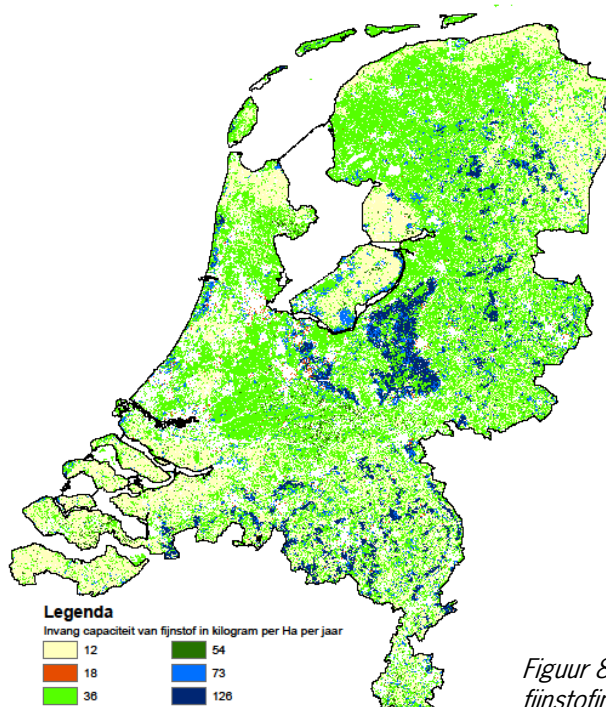 Legenda
Invang capaciteit van fijnstof in kilogram per Ha per jaar
12
54
18
73
36
126
Figuur 8